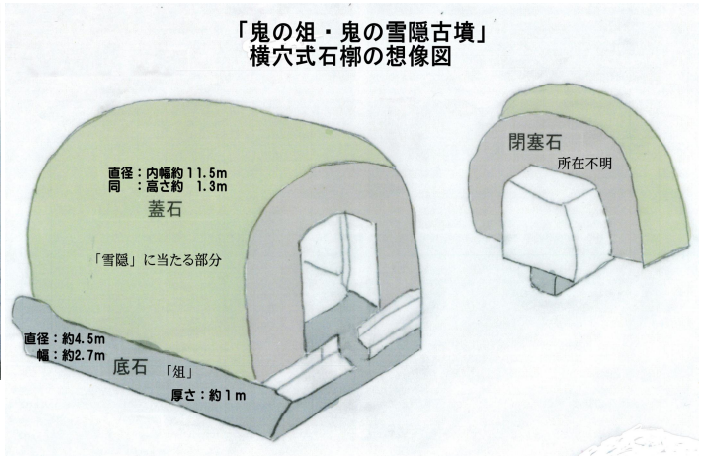 「鬼の俎・鬼の雪隠古墳」
横穴式石槨の想像図
直径：内幅約11.5m
同　：高さ約　1.3m
蓋石
「雪隠」に当たる部分
直径：約4.5m
幅：約2.7m
底石　「俎」
厚さ：約1m
閉塞石
所在不明